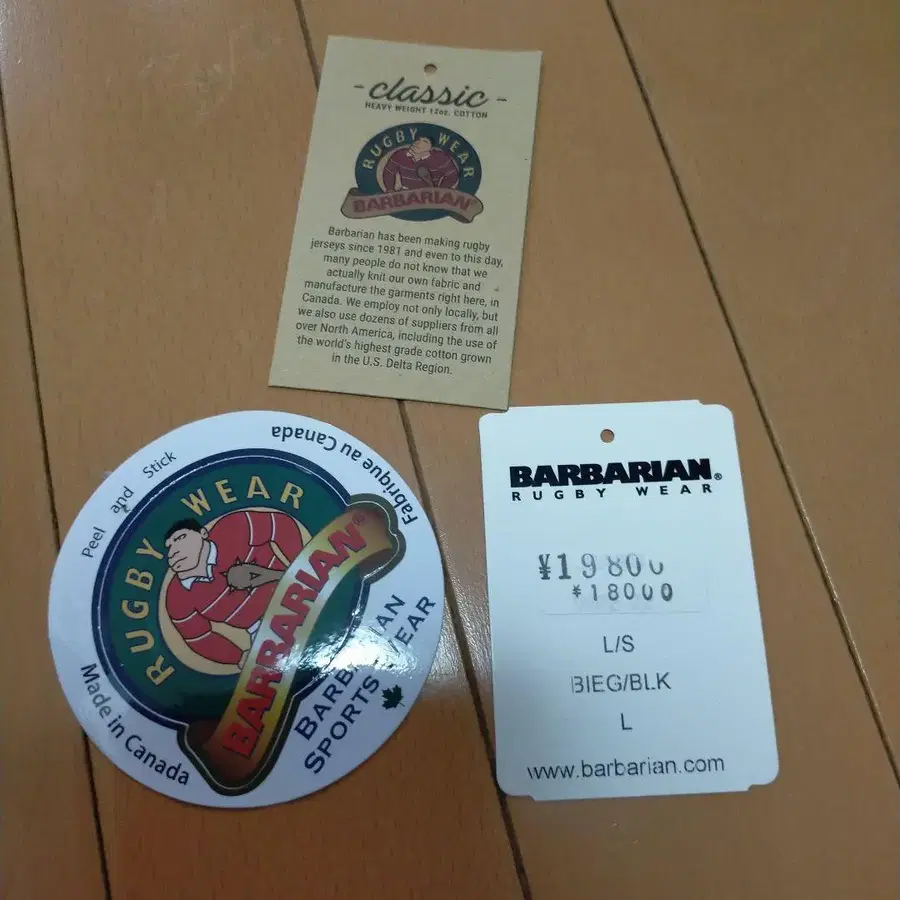 -classic-
HEAVY WEIGHT 12oz. COTTON
RUGBY WEAR
BARBARIAN®
Barbarian has been making rugby
jerseys since 1981 and even to this day,
many people do not know that we
actually knit our own fabric and
manufacture the garments right here, in
Canada. We employ not only locally, but
we also use dozens of suppliers from all
over North America, including the use of
the world's highest grade cotton grown
in the U.S. Delta Region.
Peel and Stick
Fabriqué au Canada
RUGBY WEAR
BARBARIAN®
Made in Canada
BARBARIAN
SPORTS WEAR
BARBARIAN®
RUGBY WEAR
¥19800
¥18000
L/S
BIEG/BLK
L
www.barbarian.com